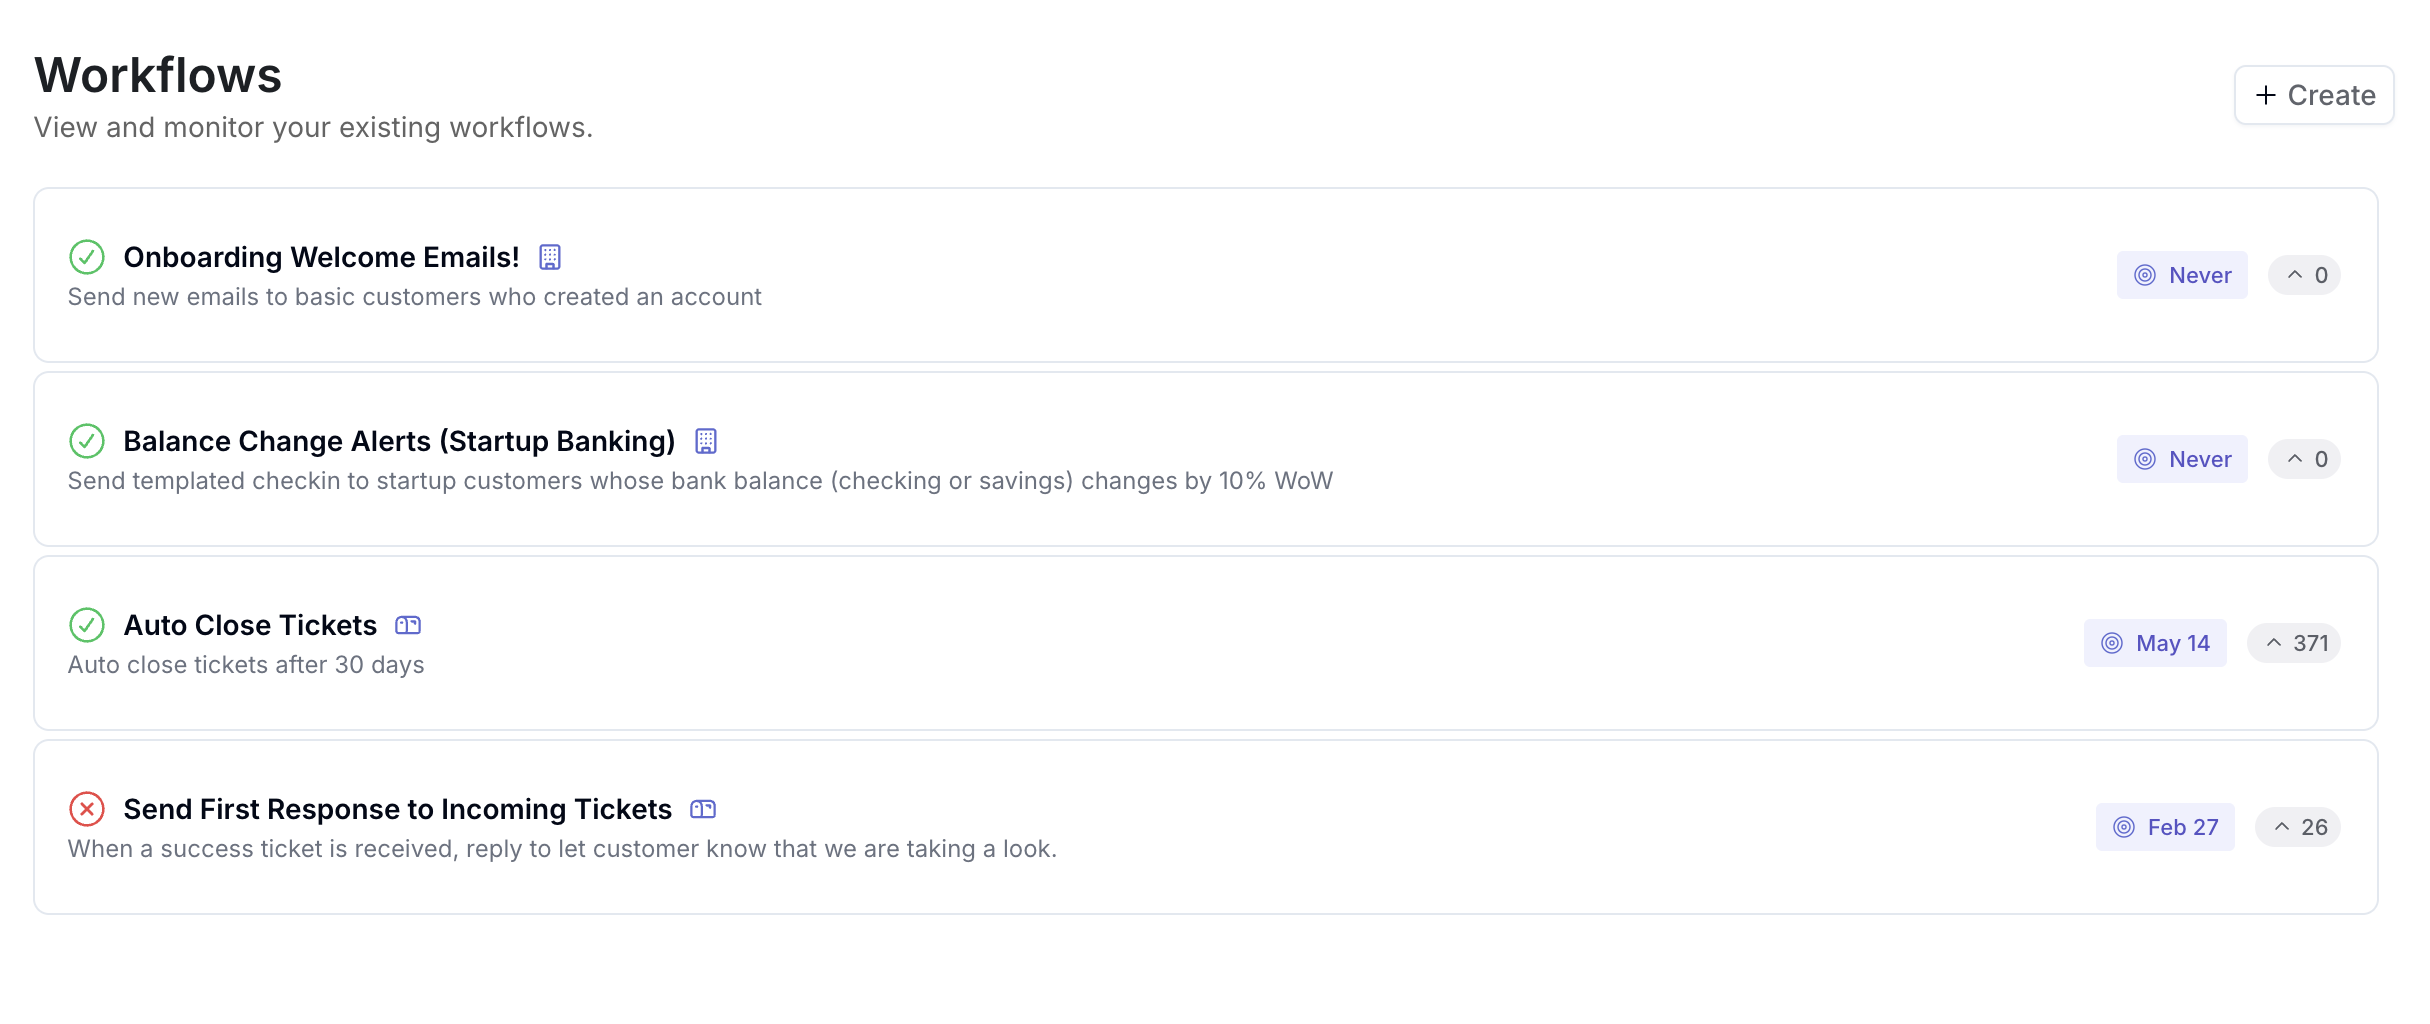 Workflows
View and monitor your existing workflows.
+ Create
Onboarding Welcome Emails!
Send new emails to basic customers who created an account
Never
0
Balance Change Alerts (Startup Banking)
Send templated checkin to startup customers whose bank balance (checking or savings) changes by 10% WoW
Never
0
Auto Close Tickets
Auto close tickets after 30 days
May 14
371
Send First Response to Incoming Tickets
When a success ticket is received, reply to let customer know that we are taking a look.
Feb 27
26